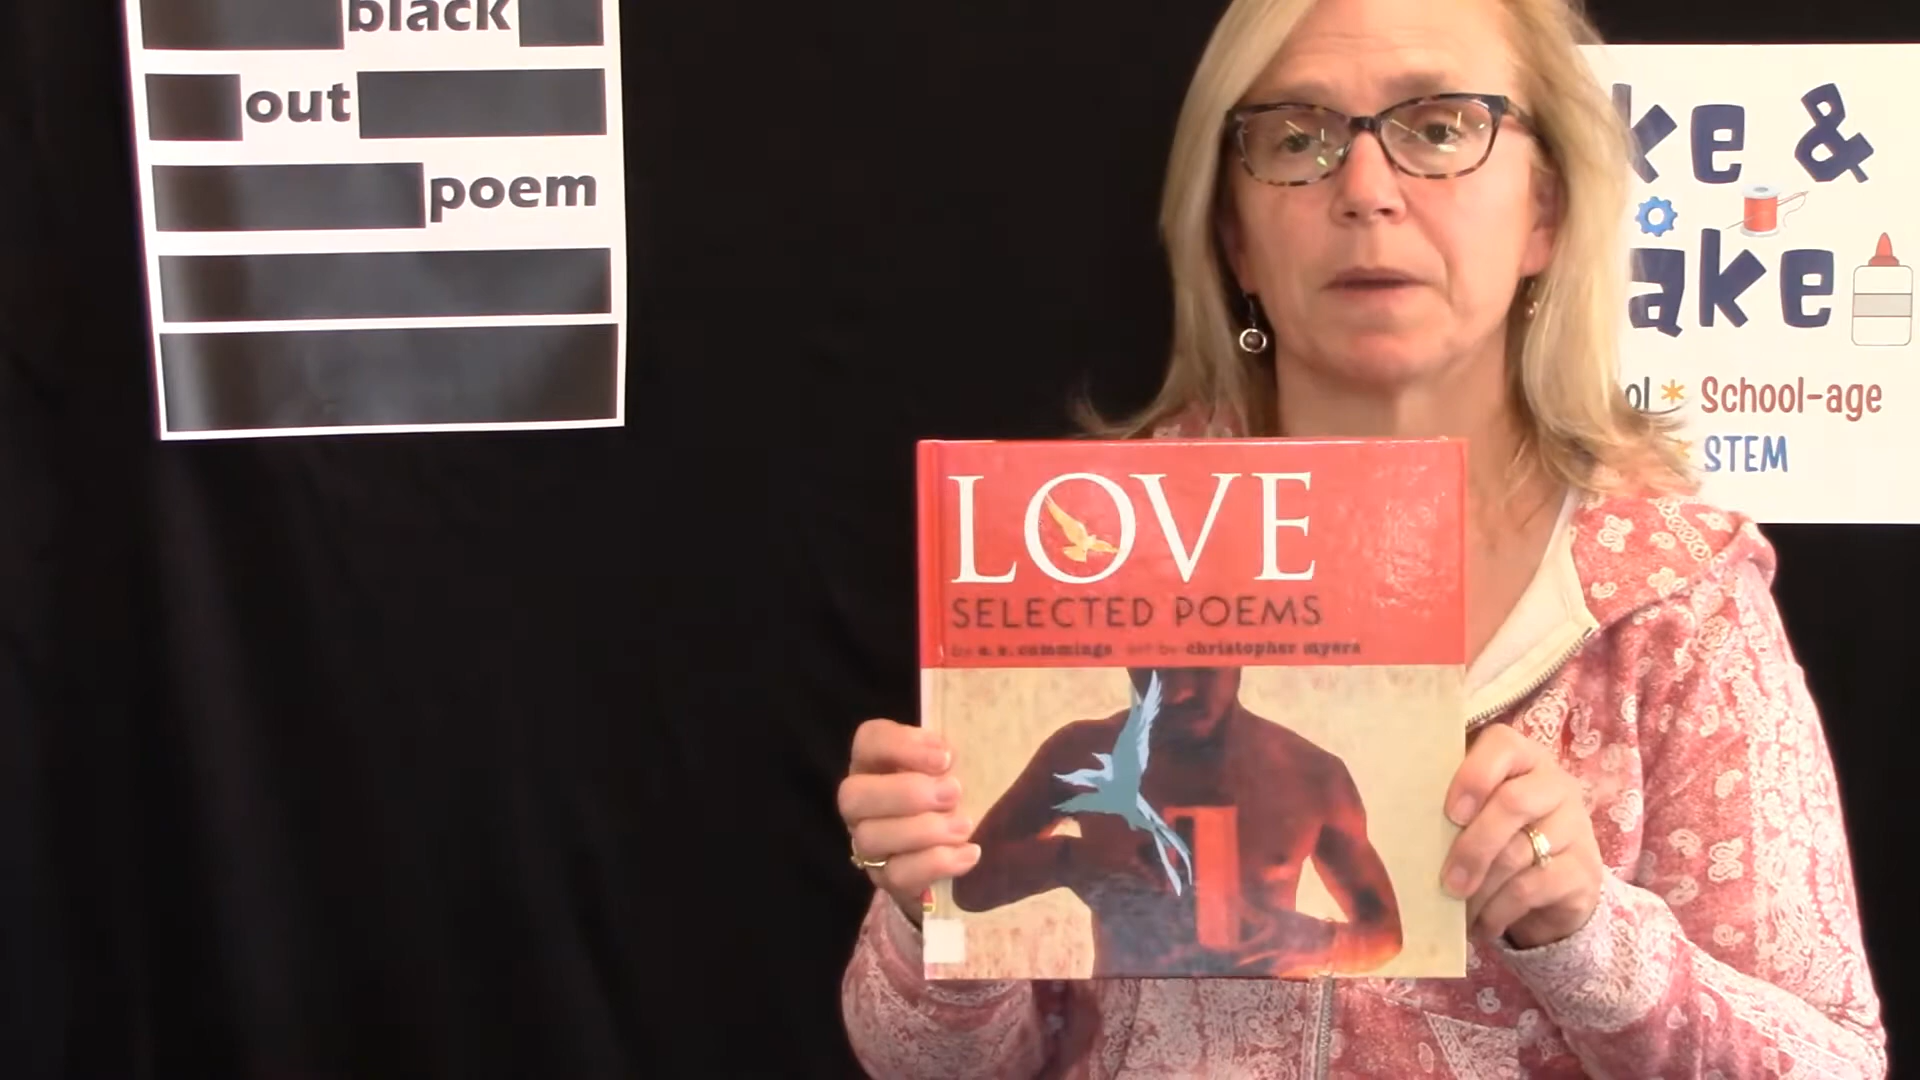 black
out
poem
ke &
ake
ol * School-age
* STEM
LOVE
SELECTED POEMS
by e. e. cummings art by christopher myers